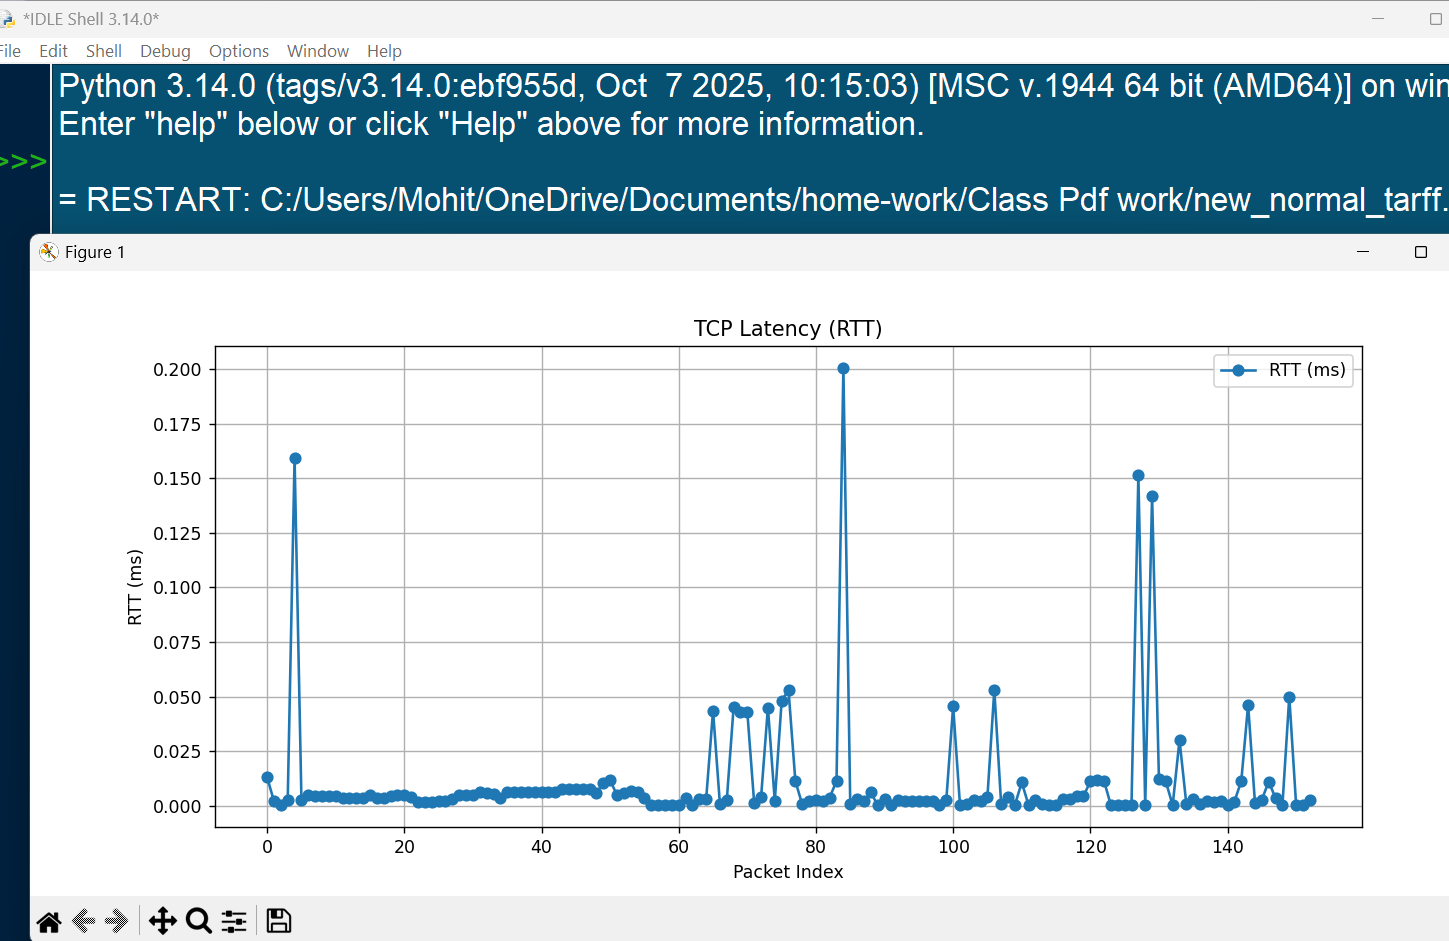 *IDLE Shell 3.14.0*
File Edit Shell Debug Options Window Help
Python 3.14.0 (tags/v3.14.0:ebf955d, Oct  7 2025, 10:15:03) [MSC v.1944 64 bit (AMD64)] on win
Enter "help" below or click "Help" above for more information.
>>>
= RESTART: C:/Users/Mohit/OneDrive/Documents/home-work/Class Pdf work/new_normal_tarff.
Figure 1
TCP Latency (RTT)
RTT (ms)
0.200
0.175
0.150
0.125
0.100
0.075
0.050
0.025
0.000
RTT (ms)
0 20 40 60 80 100 120 140
Packet Index